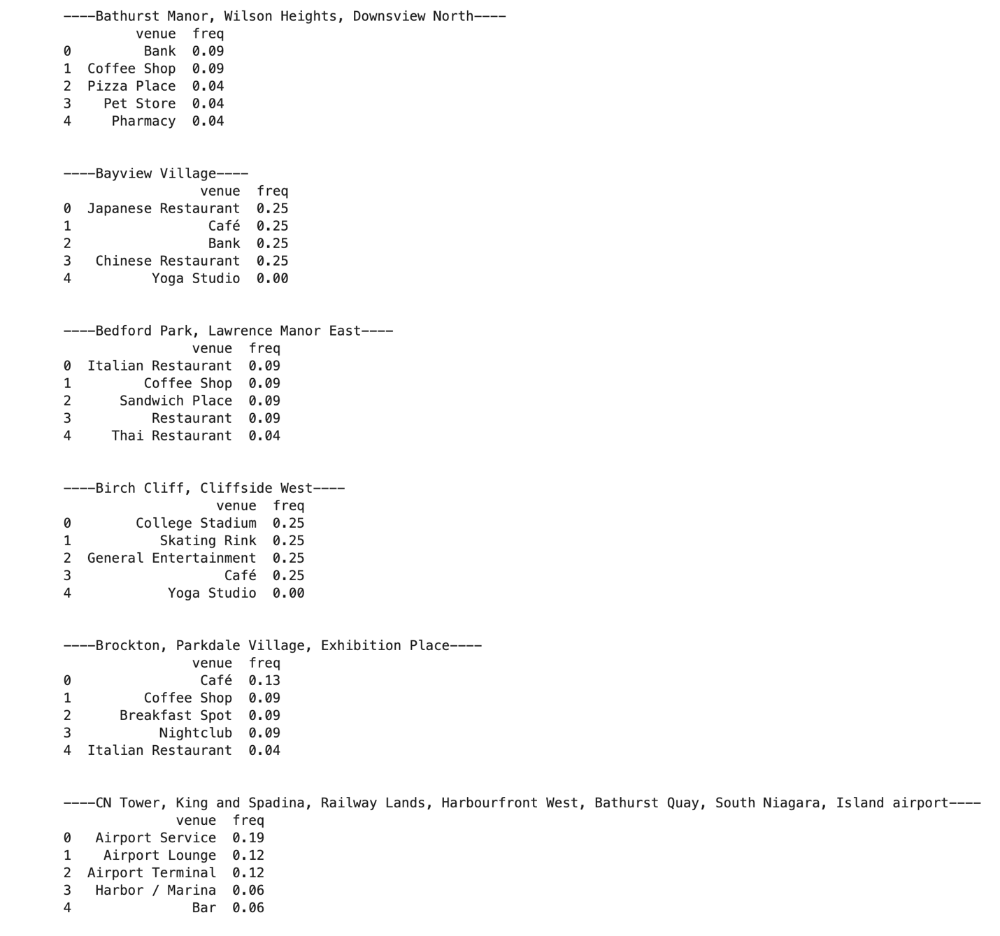 ----Bathurst Manor, Wilson Heights, Downsview North----
         venue  freq
0         Bank  0.09
1  Coffee Shop  0.09
2  Pizza Place  0.04
3    Pet Store  0.04
4     Pharmacy  0.04
----Bayview Village----
                 venue  freq
0  Japanese Restaurant  0.25
1                 Café  0.25
2                 Bank  0.25
3   Chinese Restaurant  0.25
4          Yoga Studio  0.00
----Bedford Park, Lawrence Manor East----
                venue  freq
0  Italian Restaurant  0.09
1         Coffee Shop  0.09
2      Sandwich Place  0.09
3          Restaurant  0.09
4     Thai Restaurant  0.04
----Birch Cliff, Cliffside West----
                   venue  freq
0        College Stadium  0.25
1           Skating Rink  0.25
2  General Entertainment  0.25
3                   Café  0.25
4            Yoga Studio  0.00
----Brockton, Parkdale Village, Exhibition Place----
                venue  freq
0                Café  0.13
1         Coffee Shop  0.09
2      Breakfast Spot  0.09
3           Nightclub  0.09
4  Italian Restaurant  0.04
----CN Tower, King and Spadina, Railway Lands, Harbourfront West, Bathurst Quay, South Niagara, Island airport----
              venue  freq
0   Airport Service  0.19
1    Airport Lounge  0.12
2  Airport Terminal  0.12
3   Harbor / Marina  0.06
4               Bar  0.06